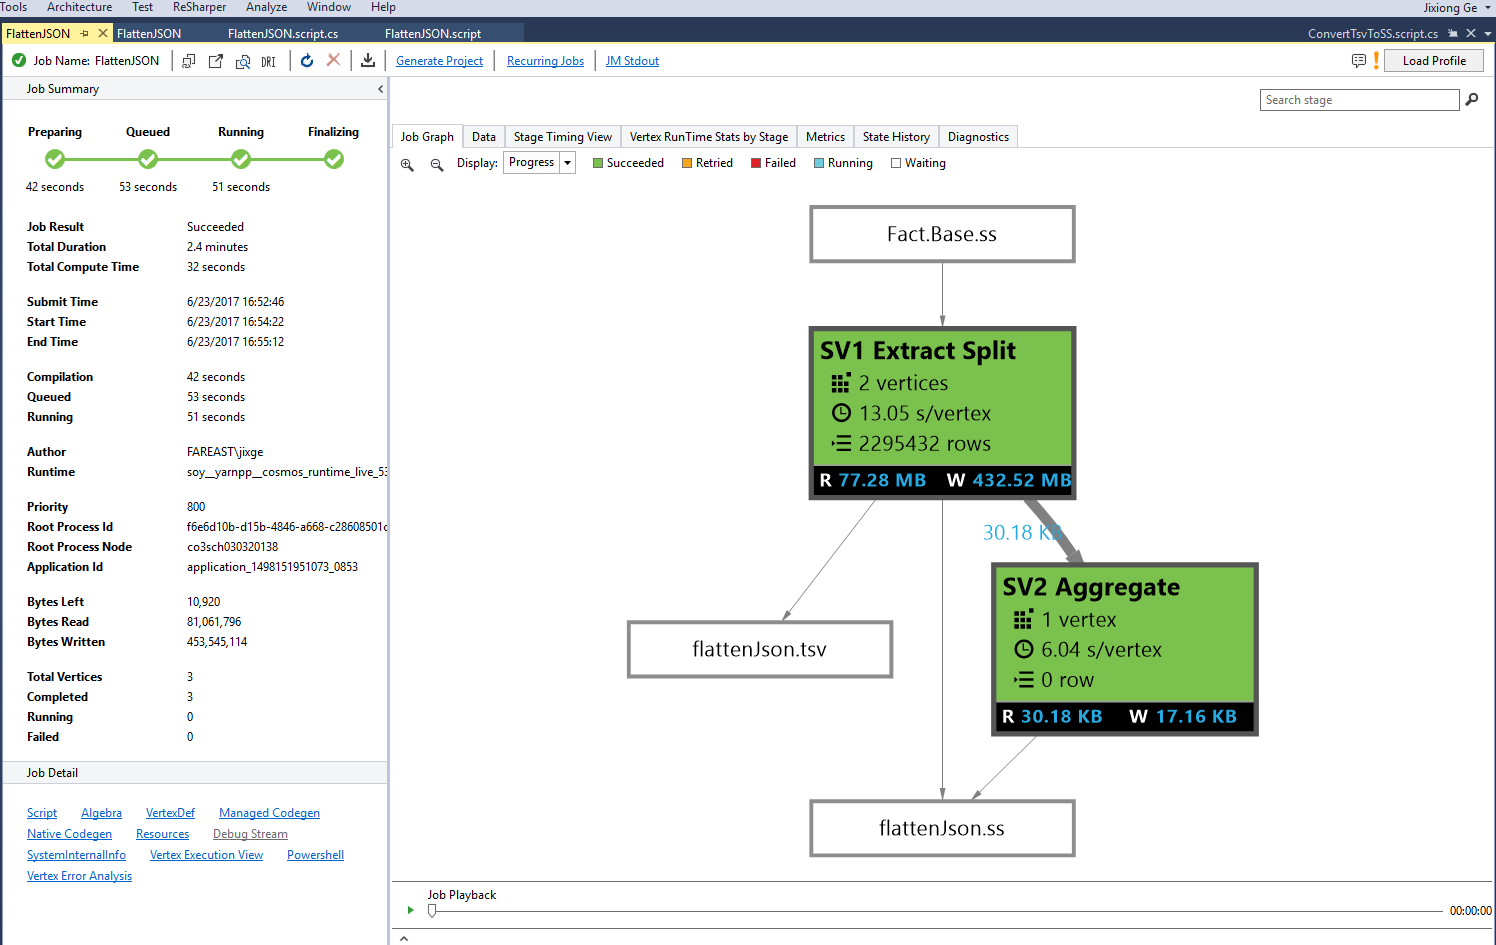 Tools Architecture Test ReSharper Analyze Window Help Jixiong Ge
FlattenJSON FlattenJSON FlattenJSON.script.cs FlattenJSON.script ConvertTsvToSS.script.cs
Job Name: FlattenJSON DRI Generate Project Recurring Jobs JM Stdout Load Profile
Job Summary
Search stage
Preparing Queued Running Finalizing
42 seconds 53 seconds 51 seconds
Job Result Succeeded
Total Duration 2.4 minutes
Total Compute Time 32 seconds
Submit Time 6/23/2017 16:52:46
Start Time 6/23/2017 16:54:22
End Time 6/23/2017 16:55:12
Compilation 42 seconds
Queued 53 seconds
Running 51 seconds
Author FAREAST\jixge
Runtime soy__yarnpp__cosmos_runtime_live_53
Priority 800
Root Process Id f6e6d10b-d15b-4846-a668-c28608501c
Root Process Node co3sch030320138
Application Id application_1498151951073_0853
Bytes Left 10,920
Bytes Read 81,061,796
Bytes Written 453,545,114
Total Vertices 3
Completed 3
Running 0
Failed 0
Job Detail
Script Algebra VertexDef Managed Codegen
Native Codegen Resources Debug Stream
SystemInternalInfo Vertex Execution View Powershell
Vertex Error Analysis
Job Graph Data Stage Timing View Vertex RunTime Stats by Stage Metrics State History Diagnostics
Display: Progress Succeeded Retried Failed Running Waiting
Fact.Base.ss
SV1 Extract Split
2 vertices
13.05 s/vertex
2295432 rows
R 77.28 MB W 432.52 MB
30.18 KB
SV2 Aggregate
1 vertex
6.04 s/vertex
0 row
R 30.18 KB W 17.16 KB
flattenJson.tsv
flattenJson.ss
Job Playback
00:00:00